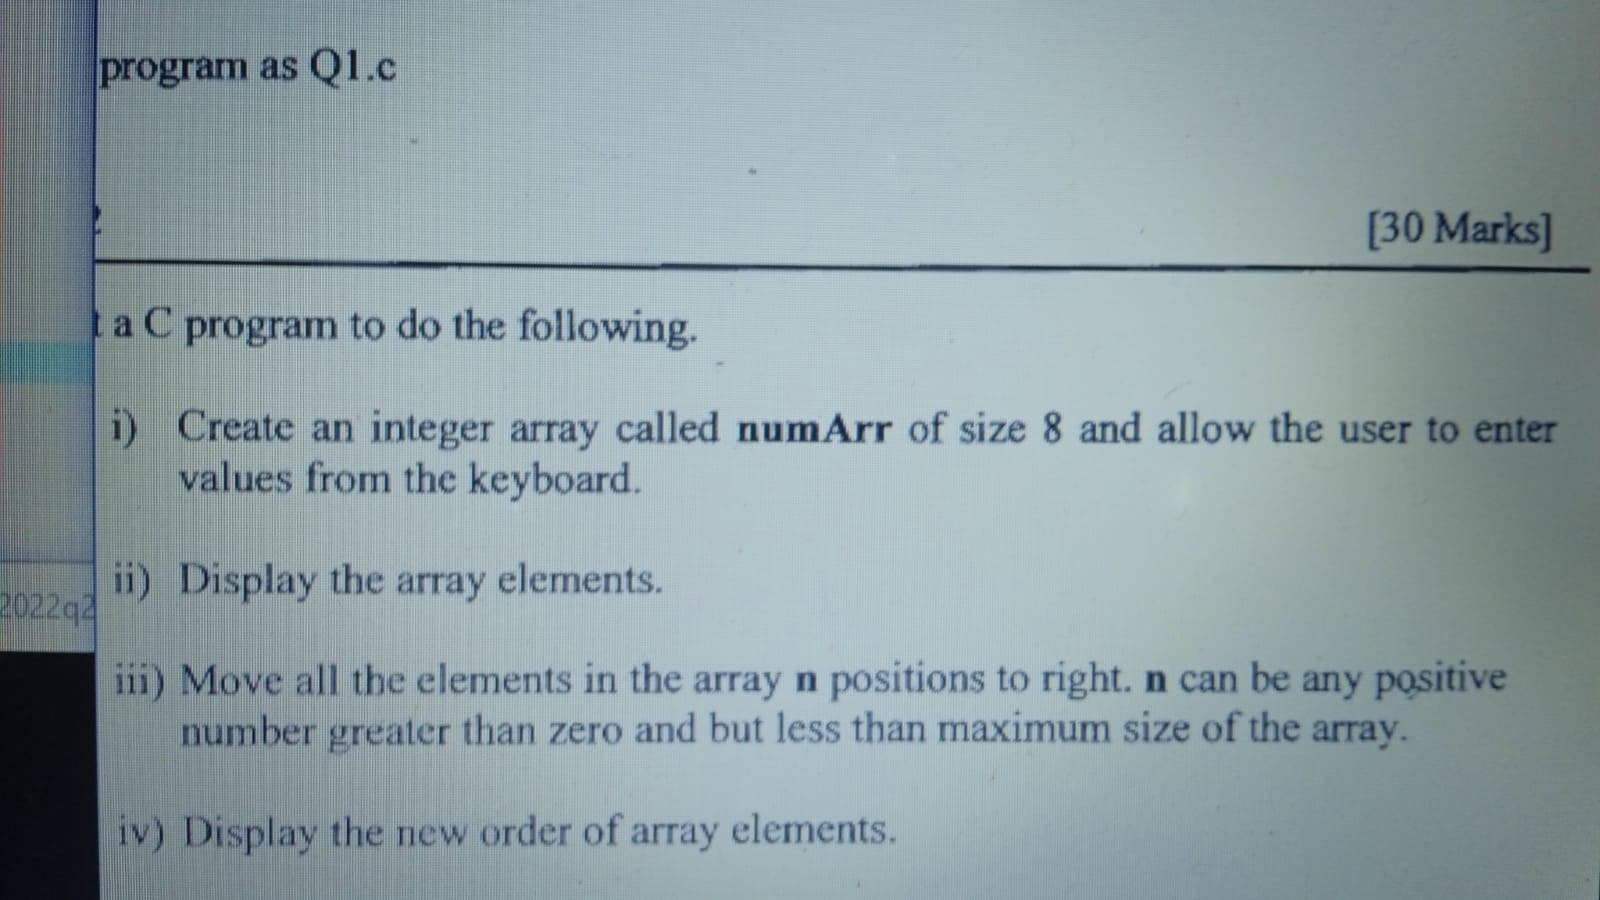 program as Q1.c
[30 Marks]
a C program to do the following.
i) Create an integer array called numArr of size 8 and allow the user to enter
values from the keyboard.
ii) Display the array elements.
2022q2
iii) Move all the elements in the array n positions to right. n can be any positive
number greater than zero and but less than maximum size of the array.
iv) Display the new order of array elements.